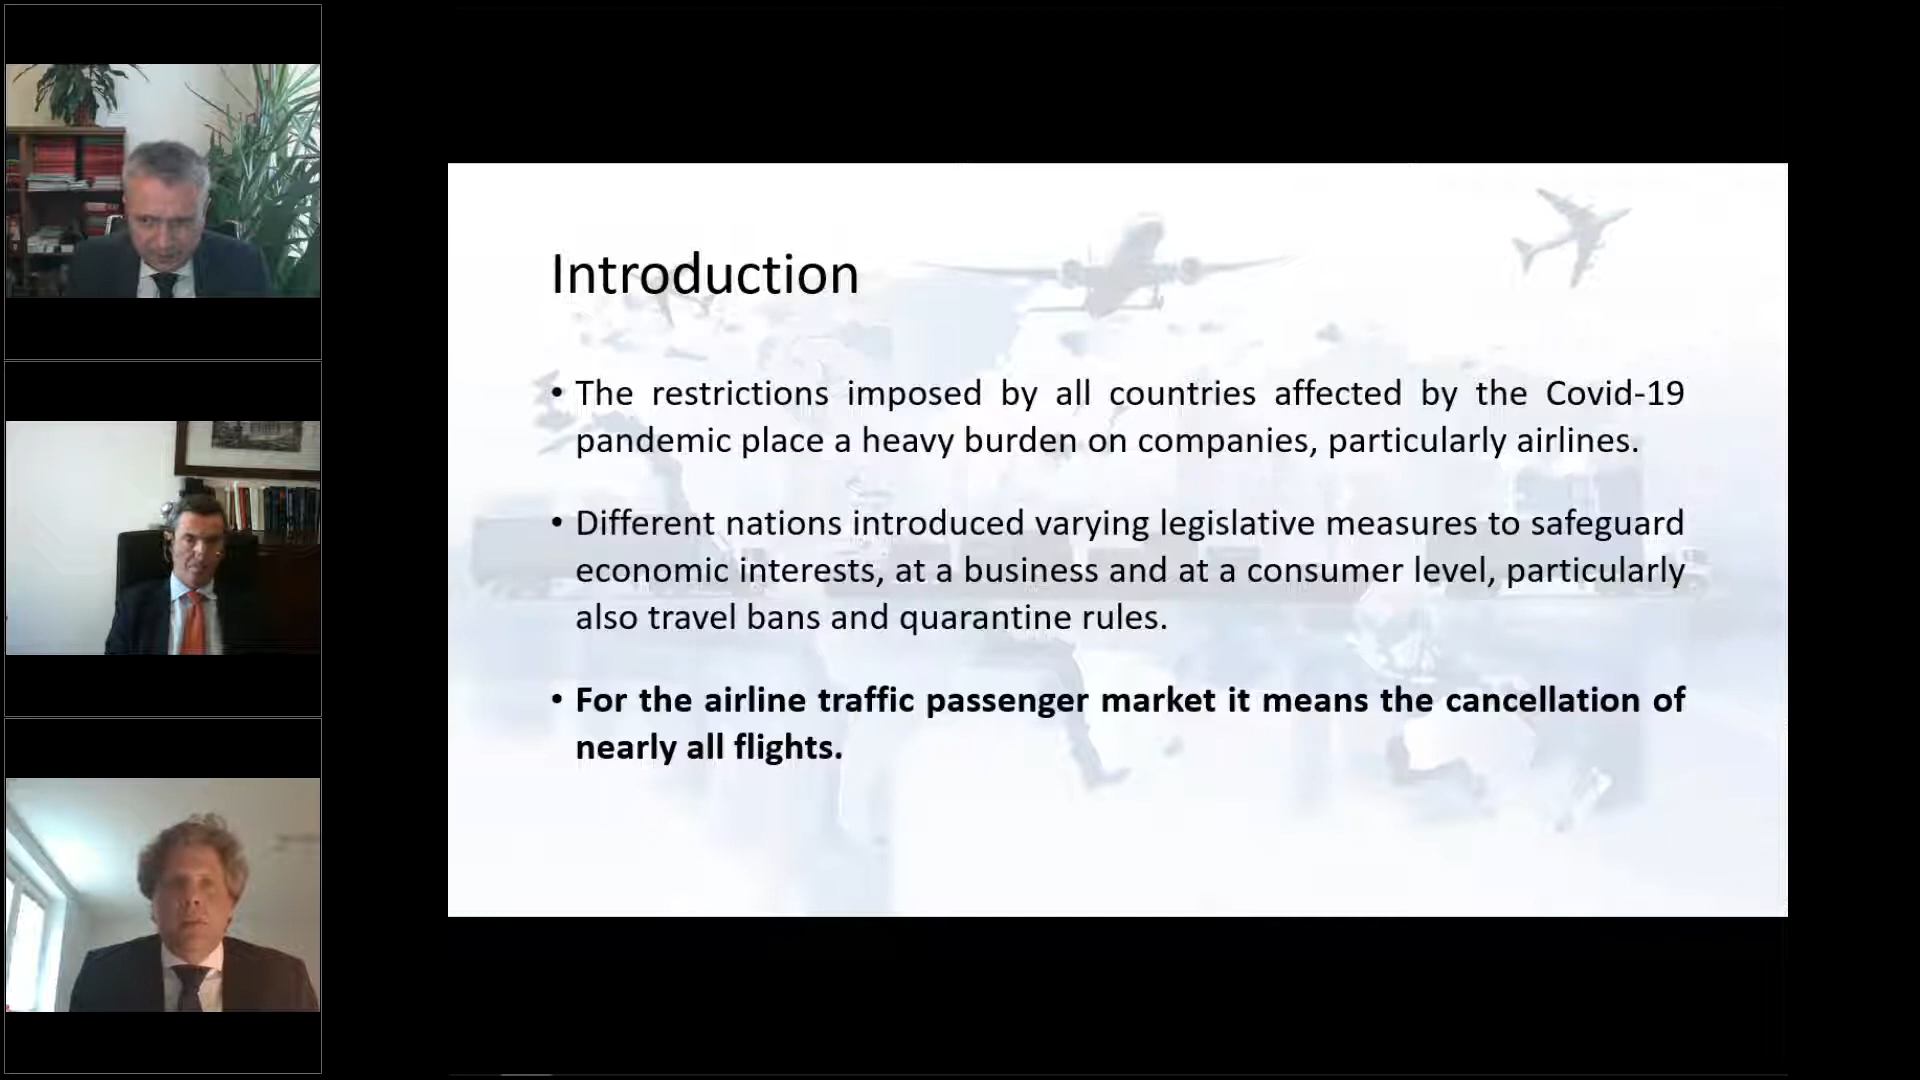 Introduction
• The restrictions imposed by all countries affected by the Covid-19
pandemic place a heavy burden on companies, particularly airlines.
• Different nations introduced varying legislative measures to safeguard
economic interests, at a business and at a consumer level, particularly
also travel bans and quarantine rules.
• For the airline traffic passenger market it means the cancellation of
nearly all flights.